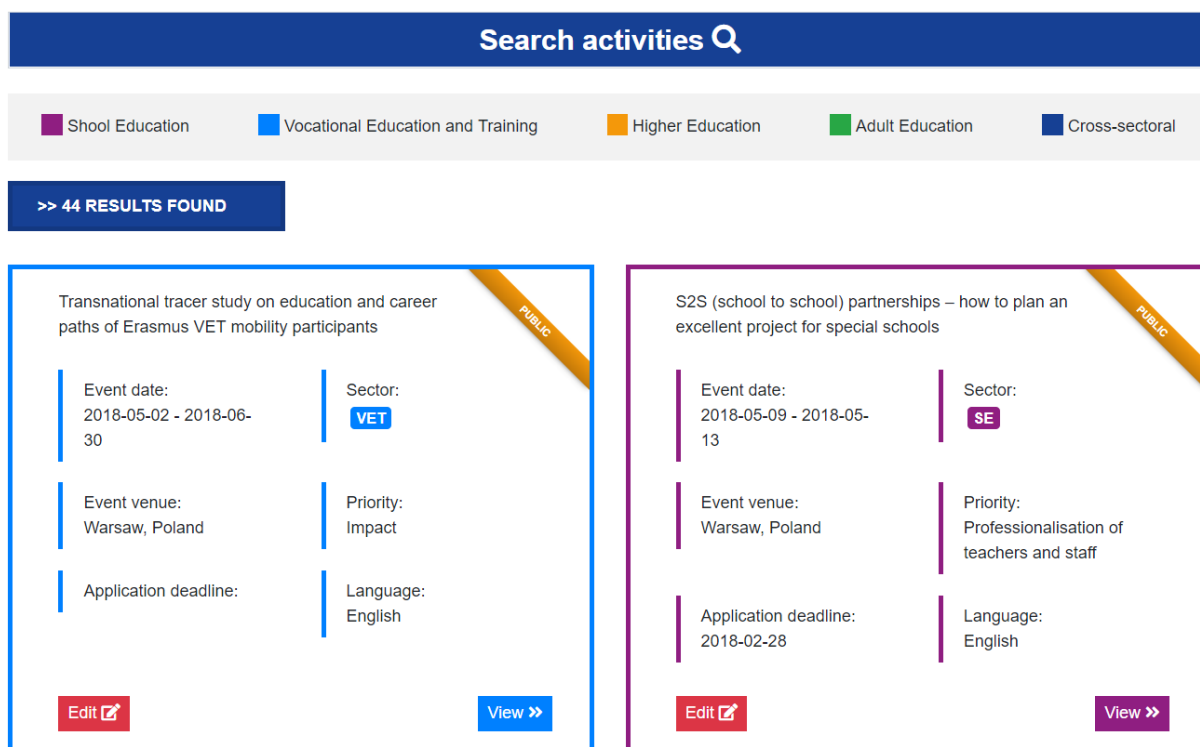 Search activities
Shool Education
Vocational Education and Training
Higher Education
Adult Education
Cross-sectoral
>> 44 RESULTS FOUND
Transnational tracer study on education and career
paths of Erasmus VET mobility participants
PUBLIC
Event date:
2018-05-02 - 2018-06-
30
Sector:
VET
Event venue:
Warsaw, Poland
Priority:
Impact
Application deadline:
Language:
English
Edit
View
S2S (school to school) partnerships – how to plan an
excellent project for special schools
PUBLIC
Event date:
2018-05-09 - 2018-05-
13
Sector:
SE
Event venue:
Warsaw, Poland
Priority:
Professionalisation of
teachers and staff
Application deadline:
2018-02-28
Language:
English
Edit
View